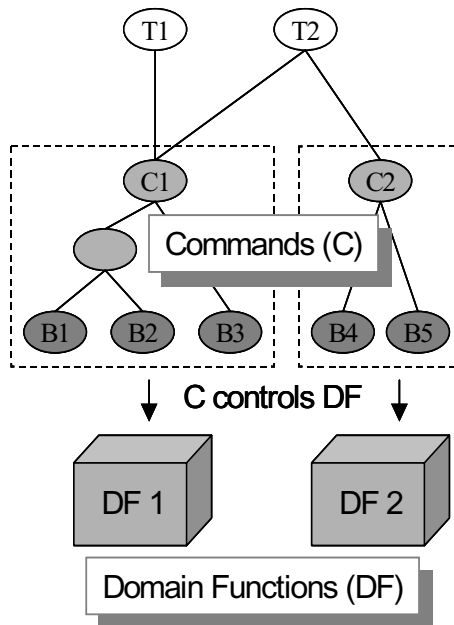 T1
T2
C1
C2
Commands (C)
B1
B2
B3
B4
B5
C controls DF
DF 1
DF 2
Domain Functions (DF)